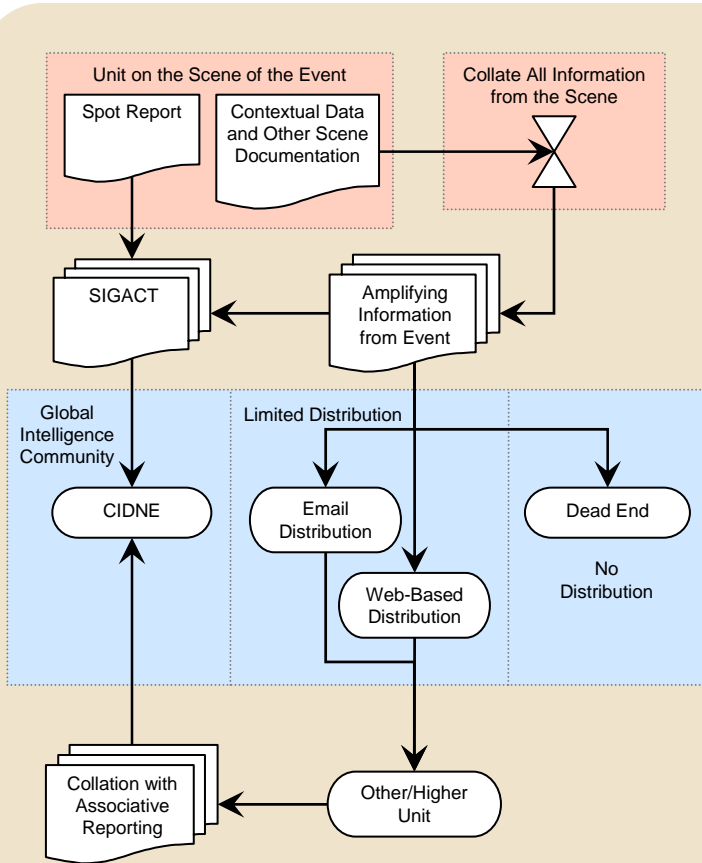 Unit on the Scene of the Event
Spot Report
Contextual Data
and Other Scene
Documentation
Collate All Information
from the Scene
SIGACT
Amplifying
Information
from Event
Global
Intelligence
Community
Limited Distribution
CIDNE
Email
Distribution
Dead End
Web-Based
Distribution
No
Distribution
Collation with
Associative
Reporting
Other/Higher
Unit